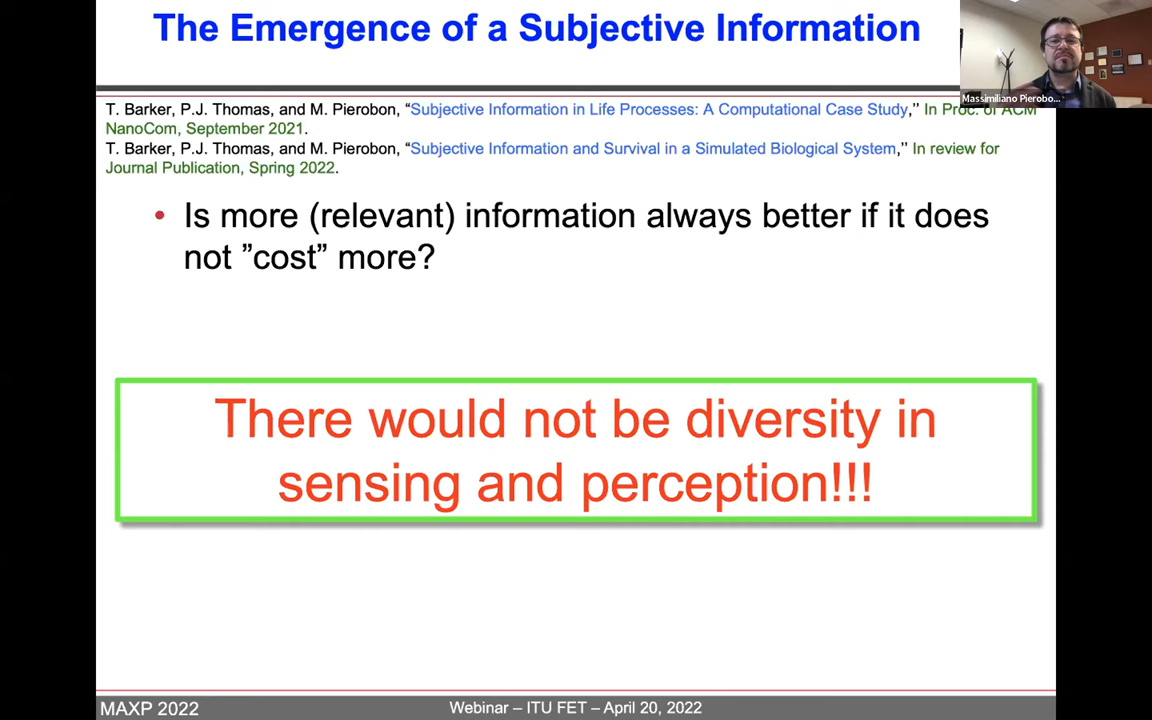 The Emergence of a Subjective Information
Massimiliano Pierobo...
T. Barker, P.J. Thomas, and M. Pierobon, “Subjective Information in Life Processes: A Computational Case Study,’’ In Proc. of ACM
NanoCom, September 2021.
T. Barker, P.J. Thomas, and M. Pierobon, “Subjective Information and Survival in a Simulated Biological System,’’ In review for
Journal Publication, Spring 2022.
• Is more (relevant) information always better if it does
not ”cost” more?
There would not be diversity in
sensing and perception!!!
MAXP 2022
Webinar – ITU FET – April 20, 2022